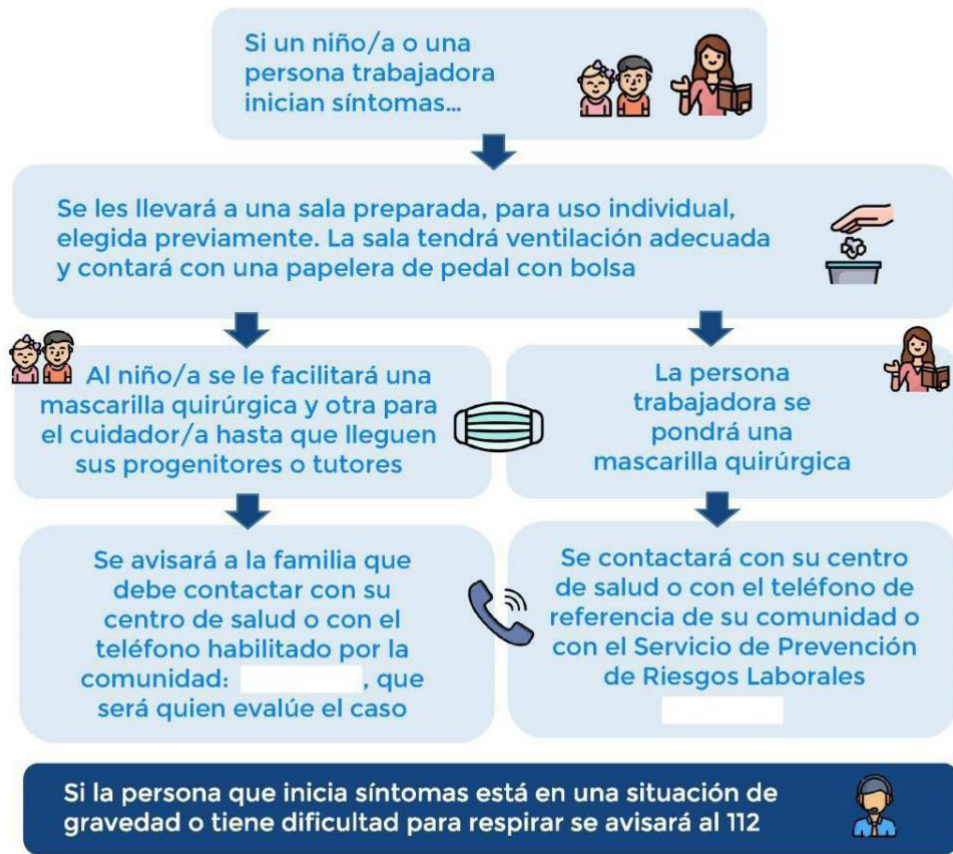 Si un niño/a o una
persona trabajadora
inician síntomas...
Se les llevará a una sala preparada, para uso individual,
elegida previamente. La sala tendrá ventilación adecuada
y contará con una papelera de pedal con bolsa
Al niño/a se le facilitará una
mascarilla quirúrgica y otra para
el cuidador/a hasta que lleguen
sus progenitores o tutores
La persona
trabajadora se
pondrá una
mascarilla quirúrgica
Se avisará a la familia que
debe contactar con su
centro de salud o con el
teléfono habilitado por la
comunidad: , que
será quien evalúe el caso
Se contactará con su centro
de salud o con el teléfono de
referencia de su comunidad o
con el Servicio de Prevención
de Riesgos Laborales
Si la persona que inicia síntomas está en una situación de
gravedad o tiene dificultad para respirar se avisará al 112